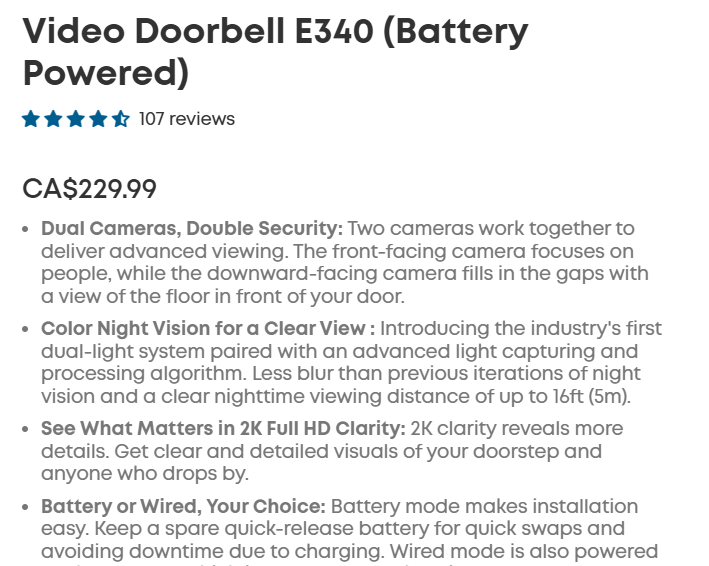 Video Doorbell E340 (Battery
Powered)
107 reviews
CA$229.99
• Dual Cameras, Double Security: Two cameras work together to
deliver advanced viewing. The front-facing camera focuses on
people, while the downward-facing camera fills in the gaps with
a view of the floor in front of your door.
• Color Night Vision for a Clear View : Introducing the industry's first
dual-light system paired with an advanced light capturing and
processing algorithm. Less blur than previous iterations of night
vision and a clear nighttime viewing distance of up to 16ft (5m).
• See What Matters in 2K Full HD Clarity: 2K clarity reveals more
details. Get clear and detailed visuals of your doorstep and
anyone who drops by.
• Battery or Wired, Your Choice: Battery mode makes installation
easy. Keep a spare quick-release battery for quick swaps and
avoiding downtime due to charging. Wired mode is also powered